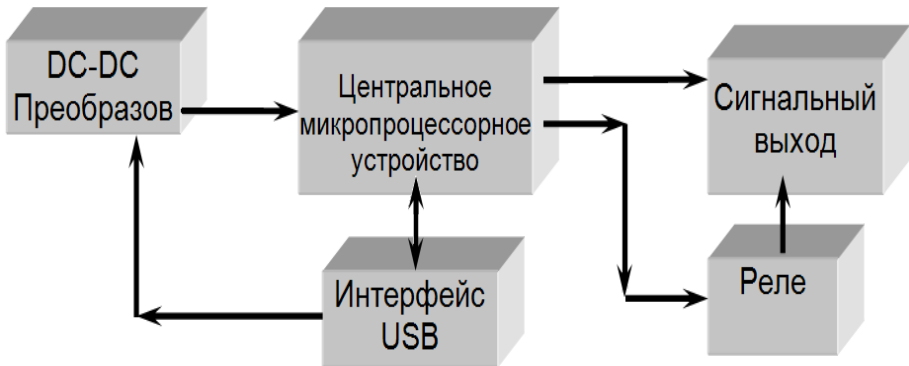 DC-DC
Преобразов
Центральное
микропроцессорное
устройство
Сигнальный
выход
Интерфейс
USB
Реле